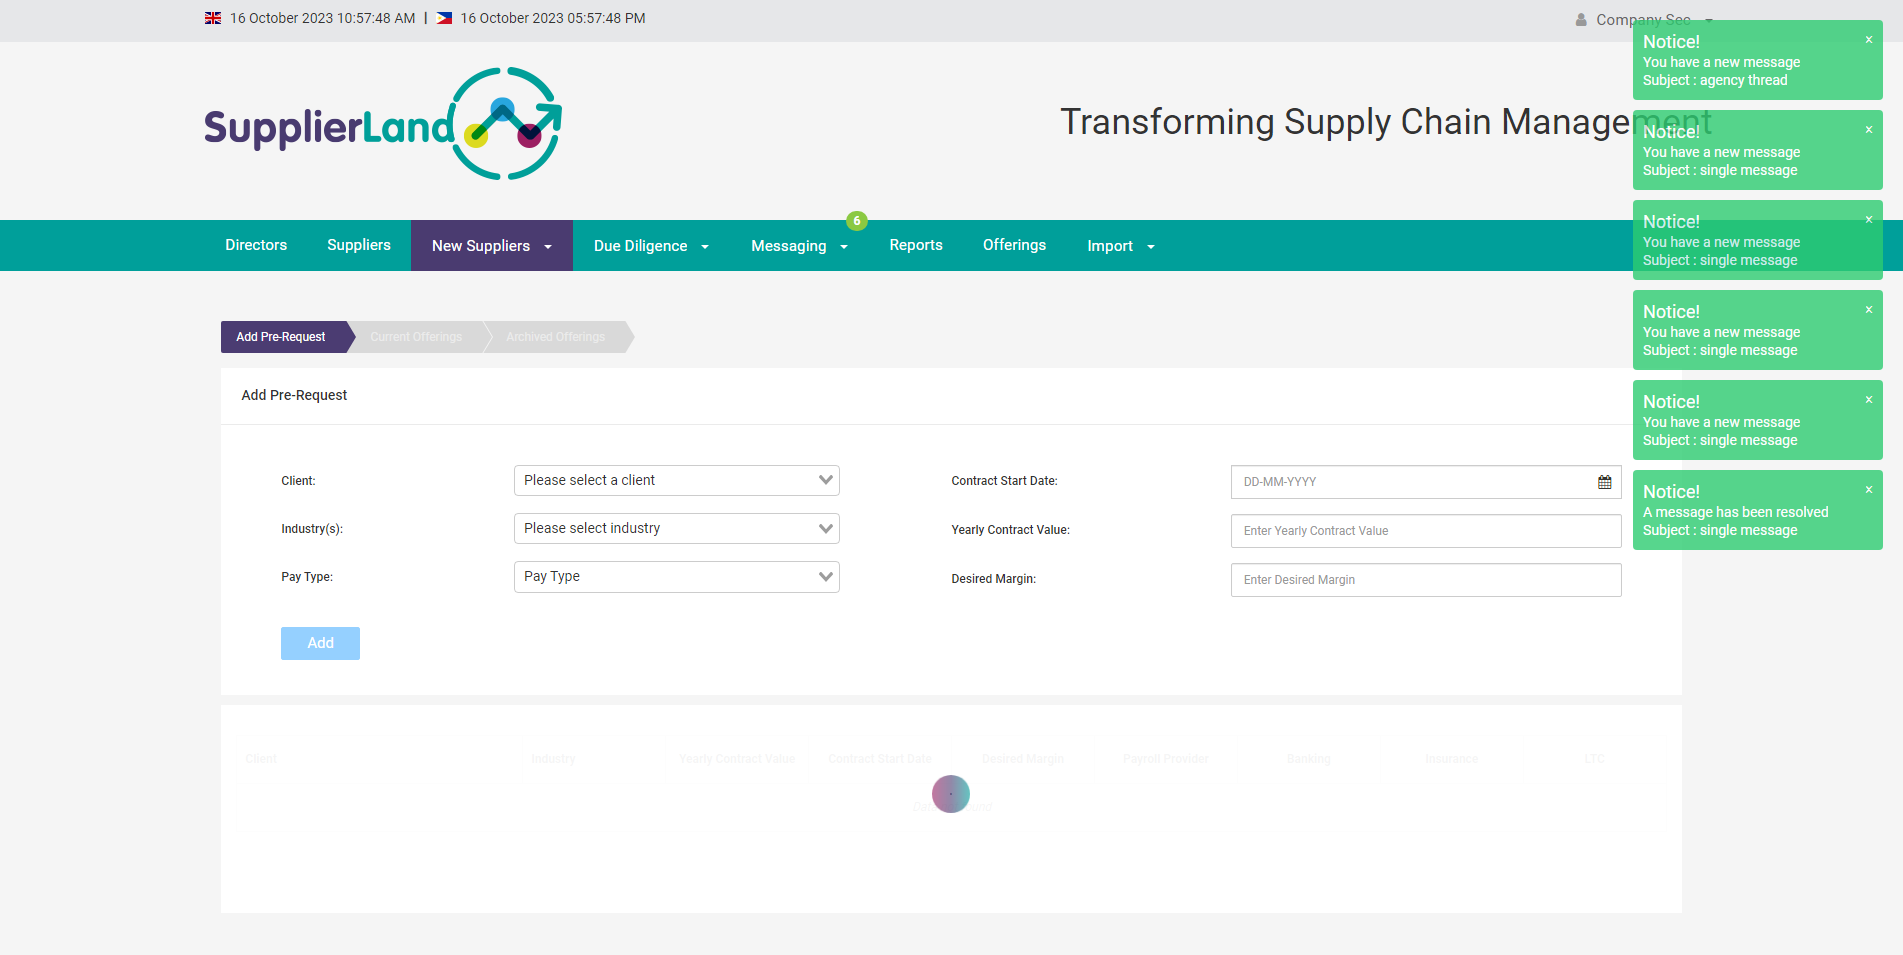 16 October 2023 10:57:48 AM | 16 October 2023 05:57:48 PM
Company Sec
SupplierLand
Transforming Supply Chain Management
Directors
Suppliers
New Suppliers
Due Diligence
Messaging
6
Reports
Offerings
Import
Add Pre-Request
Current Offerings
Archived Offerings
Add Pre-Request
Client:
Please select a client
Contract Start Date:
DD-MM-YYYY
Industry(s):
Please select industry
Yearly Contract Value:
Enter Yearly Contract Value
Pay Type:
Pay Type
Desired Margin:
Enter Desired Margin
Add
Client
Industry
Yearly Contract Value
Contract Start Date
Desired Margin
Payroll Provider
Banking
Insurance
LTC
Notice!
x
You have a new message
Subject : agency thread
Notice!
x
You have a new message
Subject : single message
Notice!
x
You have a new message
Subject : single message
Notice!
x
You have a new message
Subject : single message
Notice!
x
You have a new message
Subject : single message
Notice!
x
A message has been resolved
Subject : single message